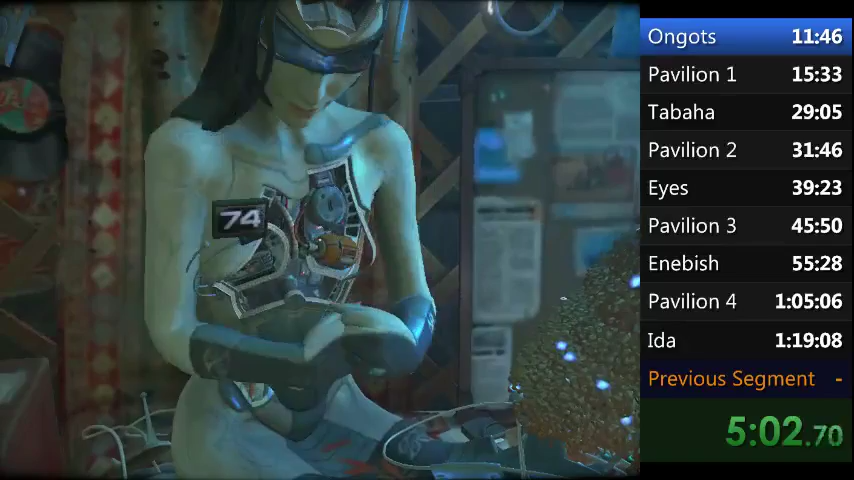 74
Ongots 11:46
Pavilion 1 15:33
Tabaha 29:05
Pavilion 2 31:46
Eyes 39:23
Pavilion 3 45:50
Enebish 55:28
Pavilion 4 1:05:06
Ida 1:19:08
Previous Segment -
5:02.70